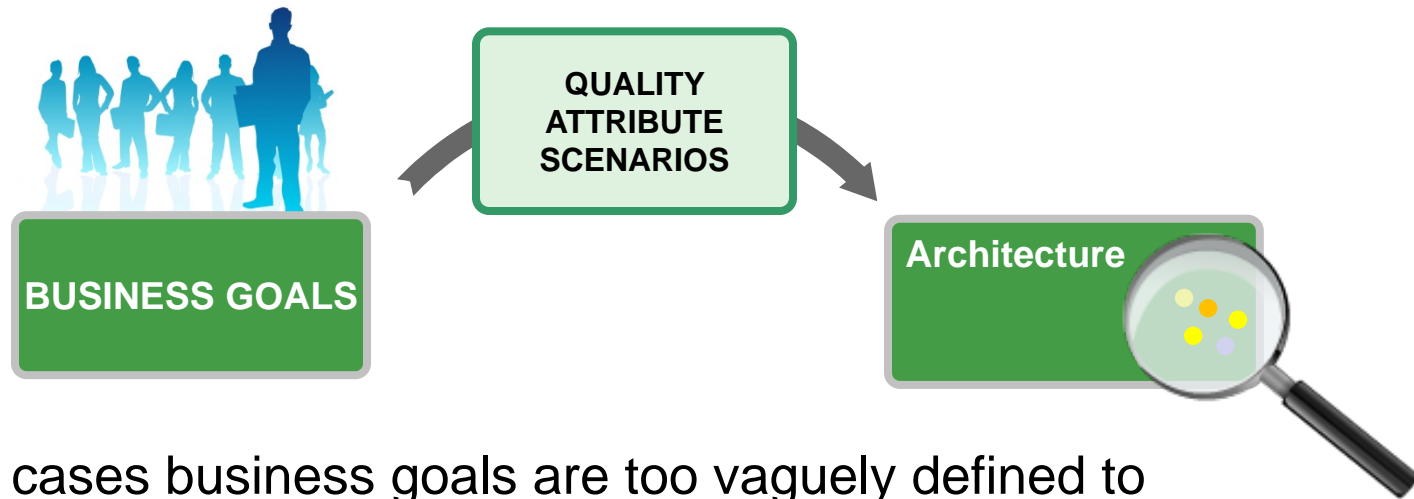 QUALITY
ATTRIBUTE
SCENARIOS
BUSINESS GOALS
Architecture
cases business goals are too vaguely defined to